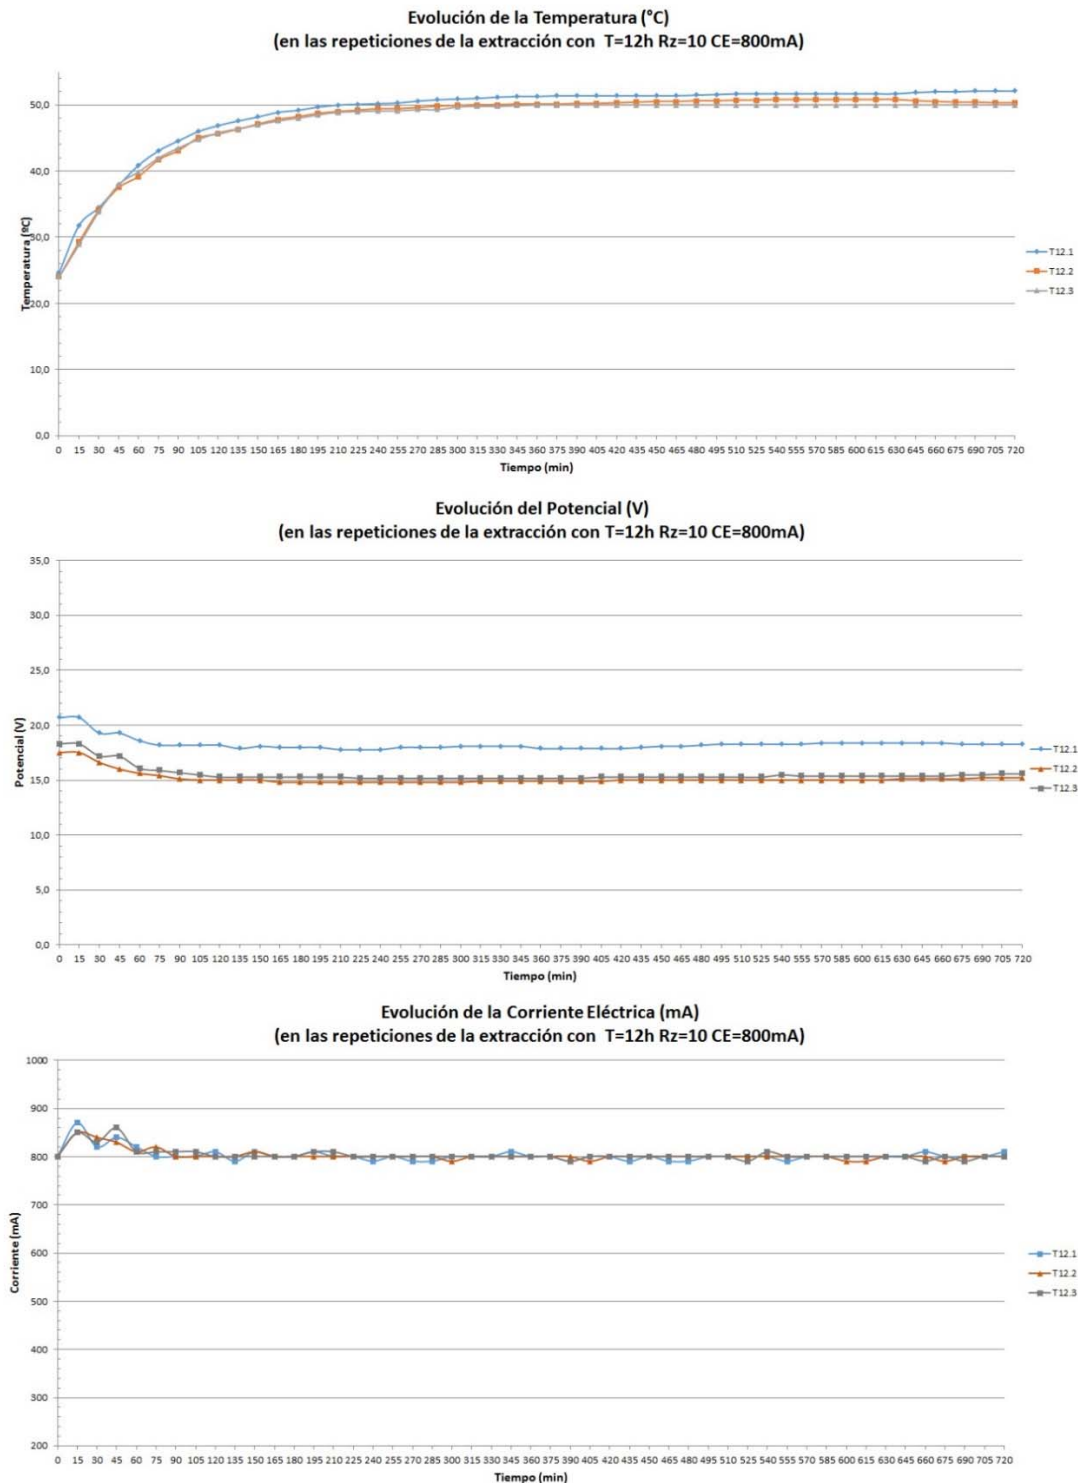 Evolución de la Temperatura (°C)
(en las repeticiones de la extracción con T=12h Rz=10 CE=800mA)
50,0
40,0
30,0
20,0
10,0
0,0
Temperatura (ºC)
T12.1
T12.2
T12.3
0 15 30 45 60 75 90 105 120 135 150 165 180 195 210 225 240 255 270 285 300 315 330 345 360 375 390 405 420 435 450 465 480 495 510 525 540 555 570 585 600 615 630 645 660 675 690 705 720
Tiempo (min)
Evolución del Potencial (V)
(en las repeticiones de la extracción con T=12h Rz=10 CE=800mA)
35,0
30,0
25,0
20,0
15,0
10,0
5,0
0,0
Potencial (V)
T12.1
T12.2
T12.3
0 15 30 45 60 75 90 105 120 135 150 165 180 195 210 225 240 255 270 285 300 315 330 345 360 375 390 405 420 435 450 465 480 495 510 525 540 555 570 585 600 615 630 645 660 675 690 705 720
Tiempo (min)
Evolución de la Corriente Eléctrica (mA)
(en las repeticiones de la extracción con T=12h Rz=10 CE=800mA)
1000
900
800
700
600
500
400
300
200
Corriente (mA)
T12.1
T12.2
T12.3
0 15 30 45 60 75 90 105 120 135 150 165 180 195 210 225 240 255 270 285 300 315 330 345 360 375 390 405 420 435 450 465 480 495 510 525 540 555 570 585 600 615 630 645 660 675 690 705 720
Tiempo (min)